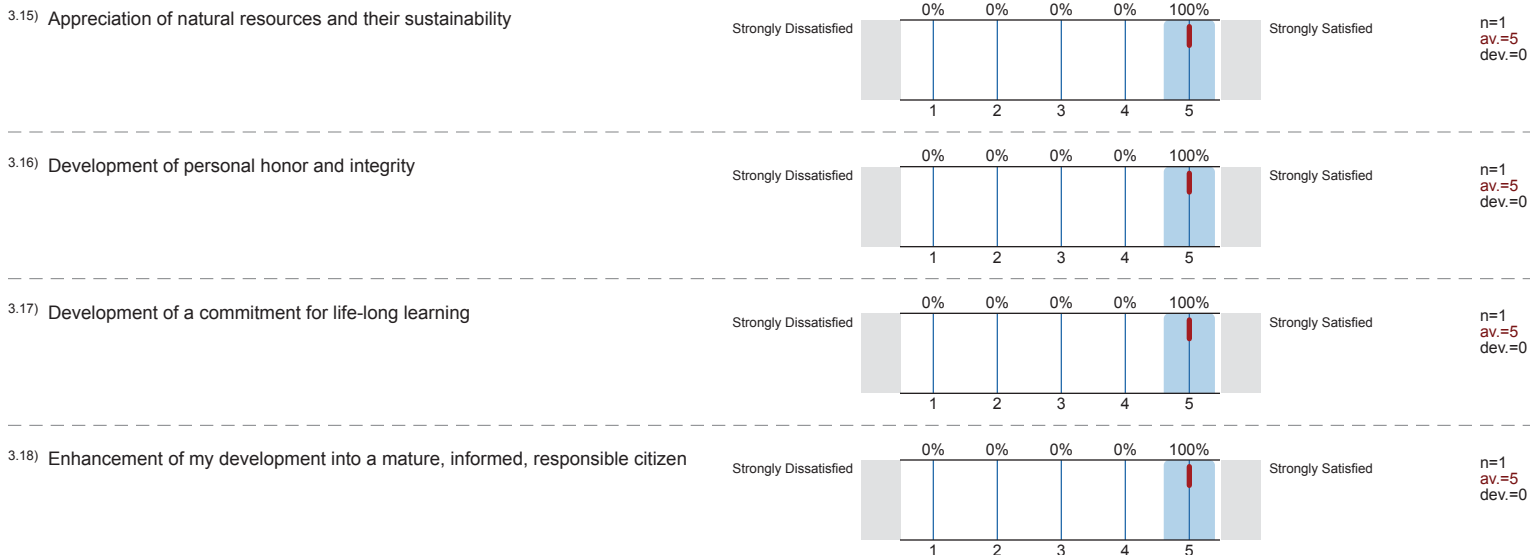 3.15) Appreciation of natural resources and their sustainability
0% 0% 0% 0% 100%
Strongly Dissatisfied Strongly Satisfied
n=1
av.=5
dev.=0
1 2 3 4 5
3.16) Development of personal honor and integrity
0% 0% 0% 0% 100%
Strongly Dissatisfied Strongly Satisfied
n=1
av.=5
dev.=0
1 2 3 4 5
3.17) Development of a commitment for life-long learning
0% 0% 0% 0% 100%
Strongly Dissatisfied Strongly Satisfied
n=1
av.=5
dev.=0
1 2 3 4 5
3.18) Enhancement of my development into a mature, informed, responsible citizen
0% 0% 0% 0% 100%
Strongly Dissatisfied Strongly Satisfied
n=1
av.=5
dev.=0
1 2 3 4 5